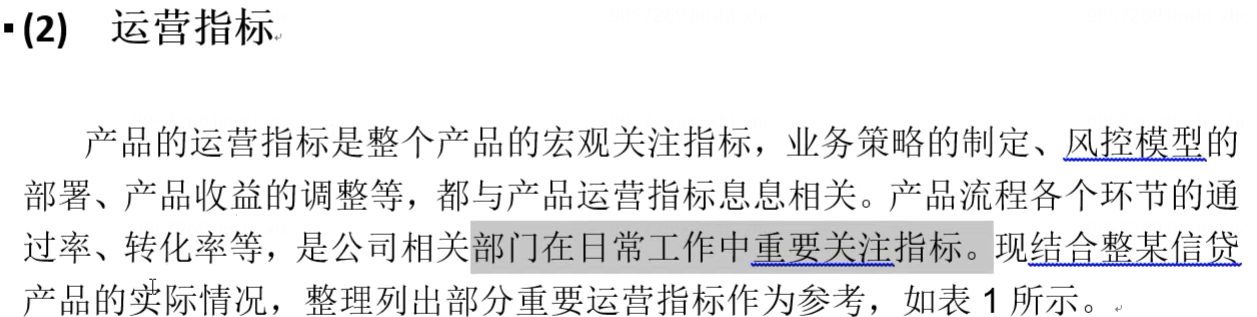 ▪(2) 运营指标
产品的运营指标是整个产品的宏观关注指标，业务策略的制定、风控模型的
部署、产品收益的调整等，都与产品运营指标息息相关。产品流程各个环节的通
过率、转化率等，是公司相关部门在日常工作中重要关注指标。现结合整某信贷
产品的实际情况，整理列出部分重要运营指标作为参考，如表 1 所示。